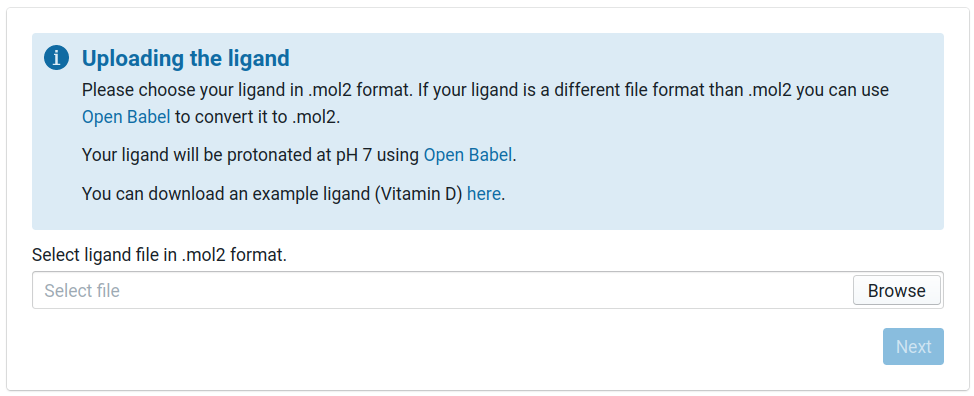 Uploading the ligand
Please choose your ligand in .mol2 format. If your ligand is a different file format than .mol2 you can use
Open Babel to convert it to .mol2.
Your ligand will be protonated at pH 7 using Open Babel.
You can download an example ligand (Vitamin D) here.
Select ligand file in .mol2 format.
Select file
Browse
Next